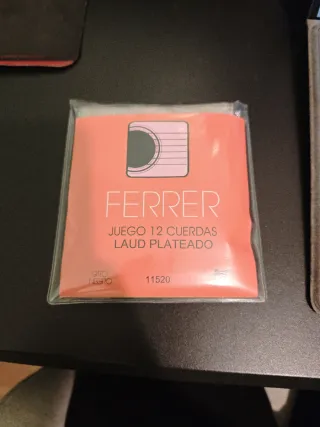 FERRER
JUEGO 12 CUERDAS
LAUD PLATEADO
11520